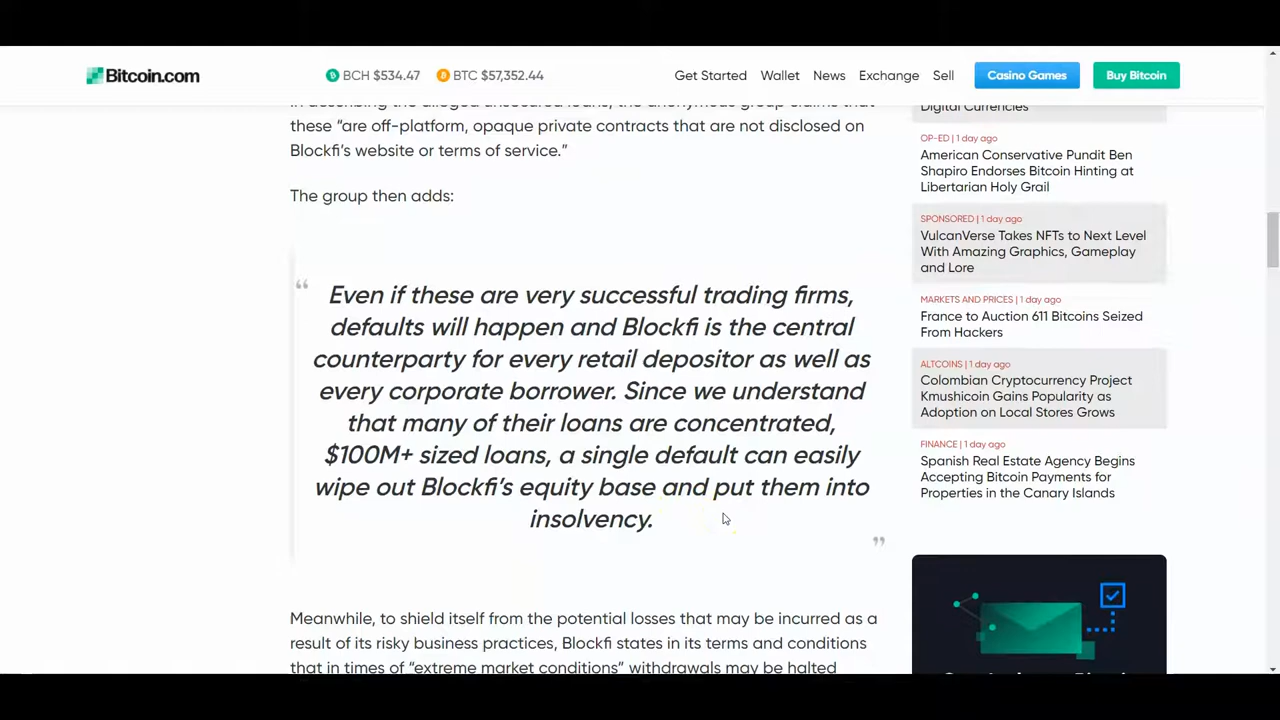 Bitcoin.com
BCH $534.47
BTC $57,352.44
Get Started
Wallet
News
Exchange
Sell
Casino Games
Buy Bitcoin
In describing the alleged unsecured loans, the anonymous group claims that
these “are off-platform, opaque private contracts that are not disclosed on
Blockfi’s website or terms of service.”
The group then adds:
“
Even if these are very successful trading firms,
defaults will happen and Blockfi is the central
counterparty for every retail depositor as well as
every corporate borrower. Since we understand
that many of their loans are concentrated,
$100M+ sized loans, a single default can easily
wipe out Blockfi’s equity base and put them into
insolvency.
”
Meanwhile, to shield itself from the potential losses that may be incurred as a
result of its risky business practices, Blockfi states in its terms and conditions
that in times of “extreme market conditions” withdrawals may be halted
Digital Currencies
OP-ED | 1 day ago
American Conservative Pundit Ben
Shapiro Endorses Bitcoin Hinting at
Libertarian Holy Grail
SPONSORED | 1 day ago
VulcanVerse Takes NFTs to Next Level
With Amazing Graphics, Gameplay
and Lore
MARKETS AND PRICES | 1 day ago
France to Auction 611 Bitcoins Seized
From Hackers
ALTCOINS | 1 day ago
Colombian Cryptocurrency Project
Kmushicoin Gains Popularity as
Adoption on Local Stores Grows
FINANCE | 1 day ago
Spanish Real Estate Agency Begins
Accepting Bitcoin Payments for
Properties in the Canary Islands